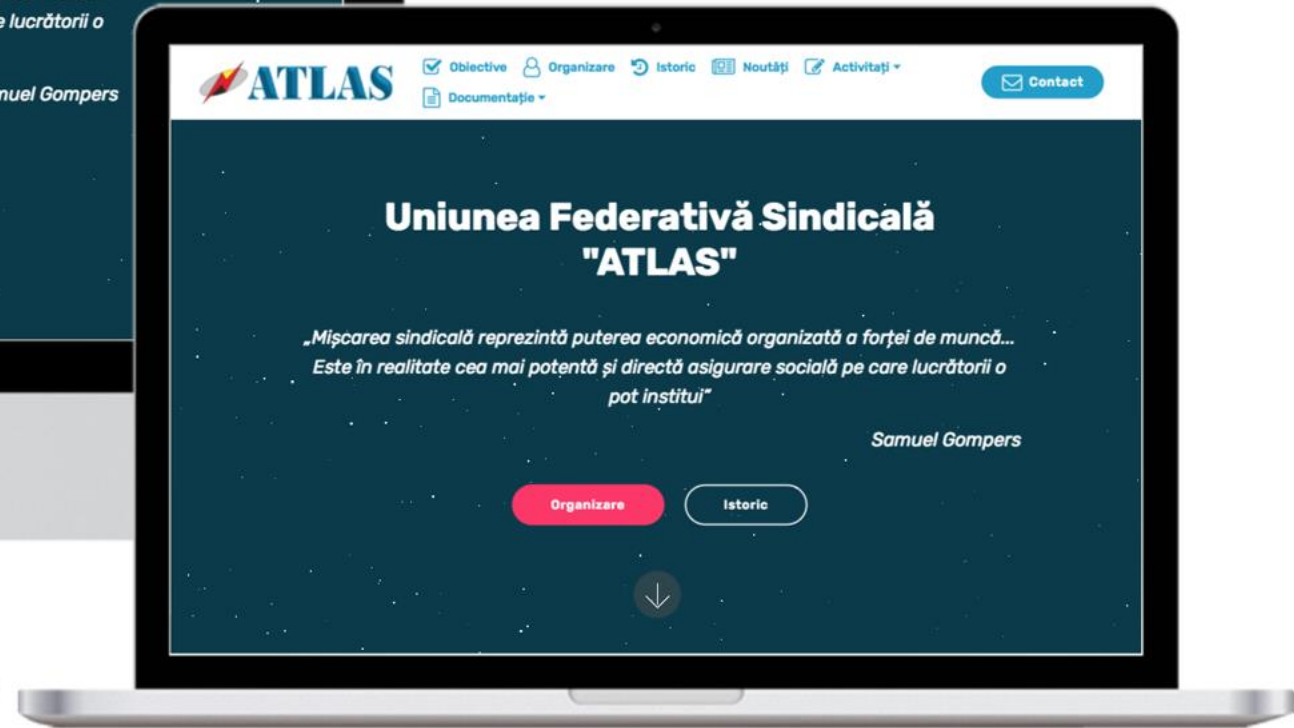 e lucrătorii o
muel Gompers
ATLAS
Obiective Organizare Istoric Noutăți Activitați
Documentație
Contact
Uniunea Federativă Sindicală
"ATLAS"
„Mișcarea sindicală reprezintă puterea economică organizată a forței de muncă...
Este în realitate cea mai potentă și directă asigurare socială pe care lucrătorii o
pot institui”
Samuel Gompers
Organizare
Istoric